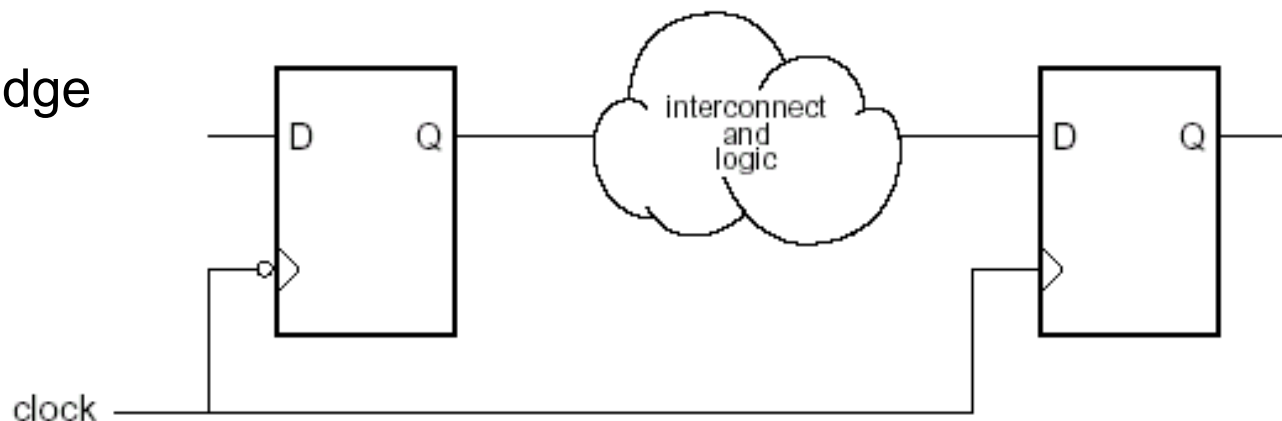 dge
D Q
interconnect
and
logic
D Q
clock